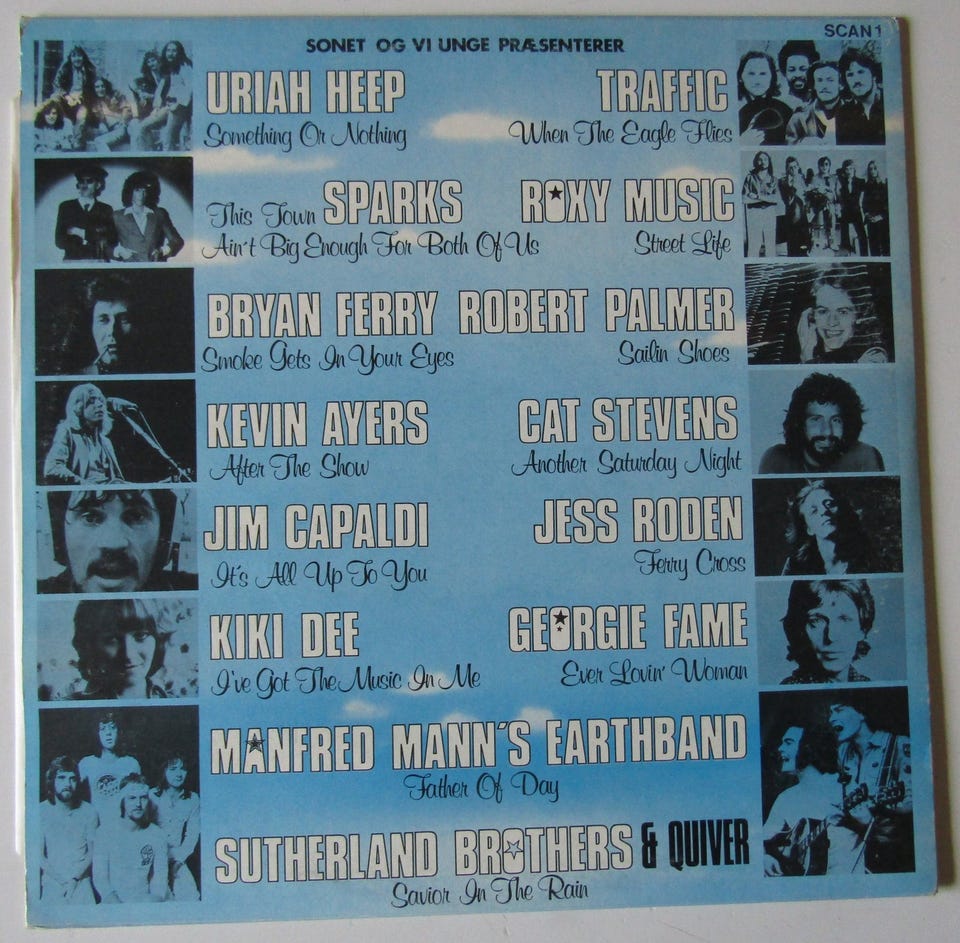 SCAN 1
SONET OG VI UNGE PRÆSENTERER
URIAH HEEP
Something Or Nothing
TRAFFIC
When The Eagle Flies
This Town SPARKS
Ain't Big Enough For Both Of Us
ROXY MUSIC
Street Life
BRYAN FERRY
Smoke Gets In Your Eyes
ROBERT PALMER
Sailin Shoes
KEVIN AYERS
After The Show
CAT STEVENS
Another Saturday Night
JIM CAPALDI
It's All Up To You
JESS RODEN
Ferry Cross
KIKI DEE
I've Got The Music In Me
GEORGIE FAME
Ever Lovin' Woman
MANFRED MANN'S EARTHBAND
Father Of Day
SUTHERLAND BROTHERS & QUIVER
Savior In The Rain